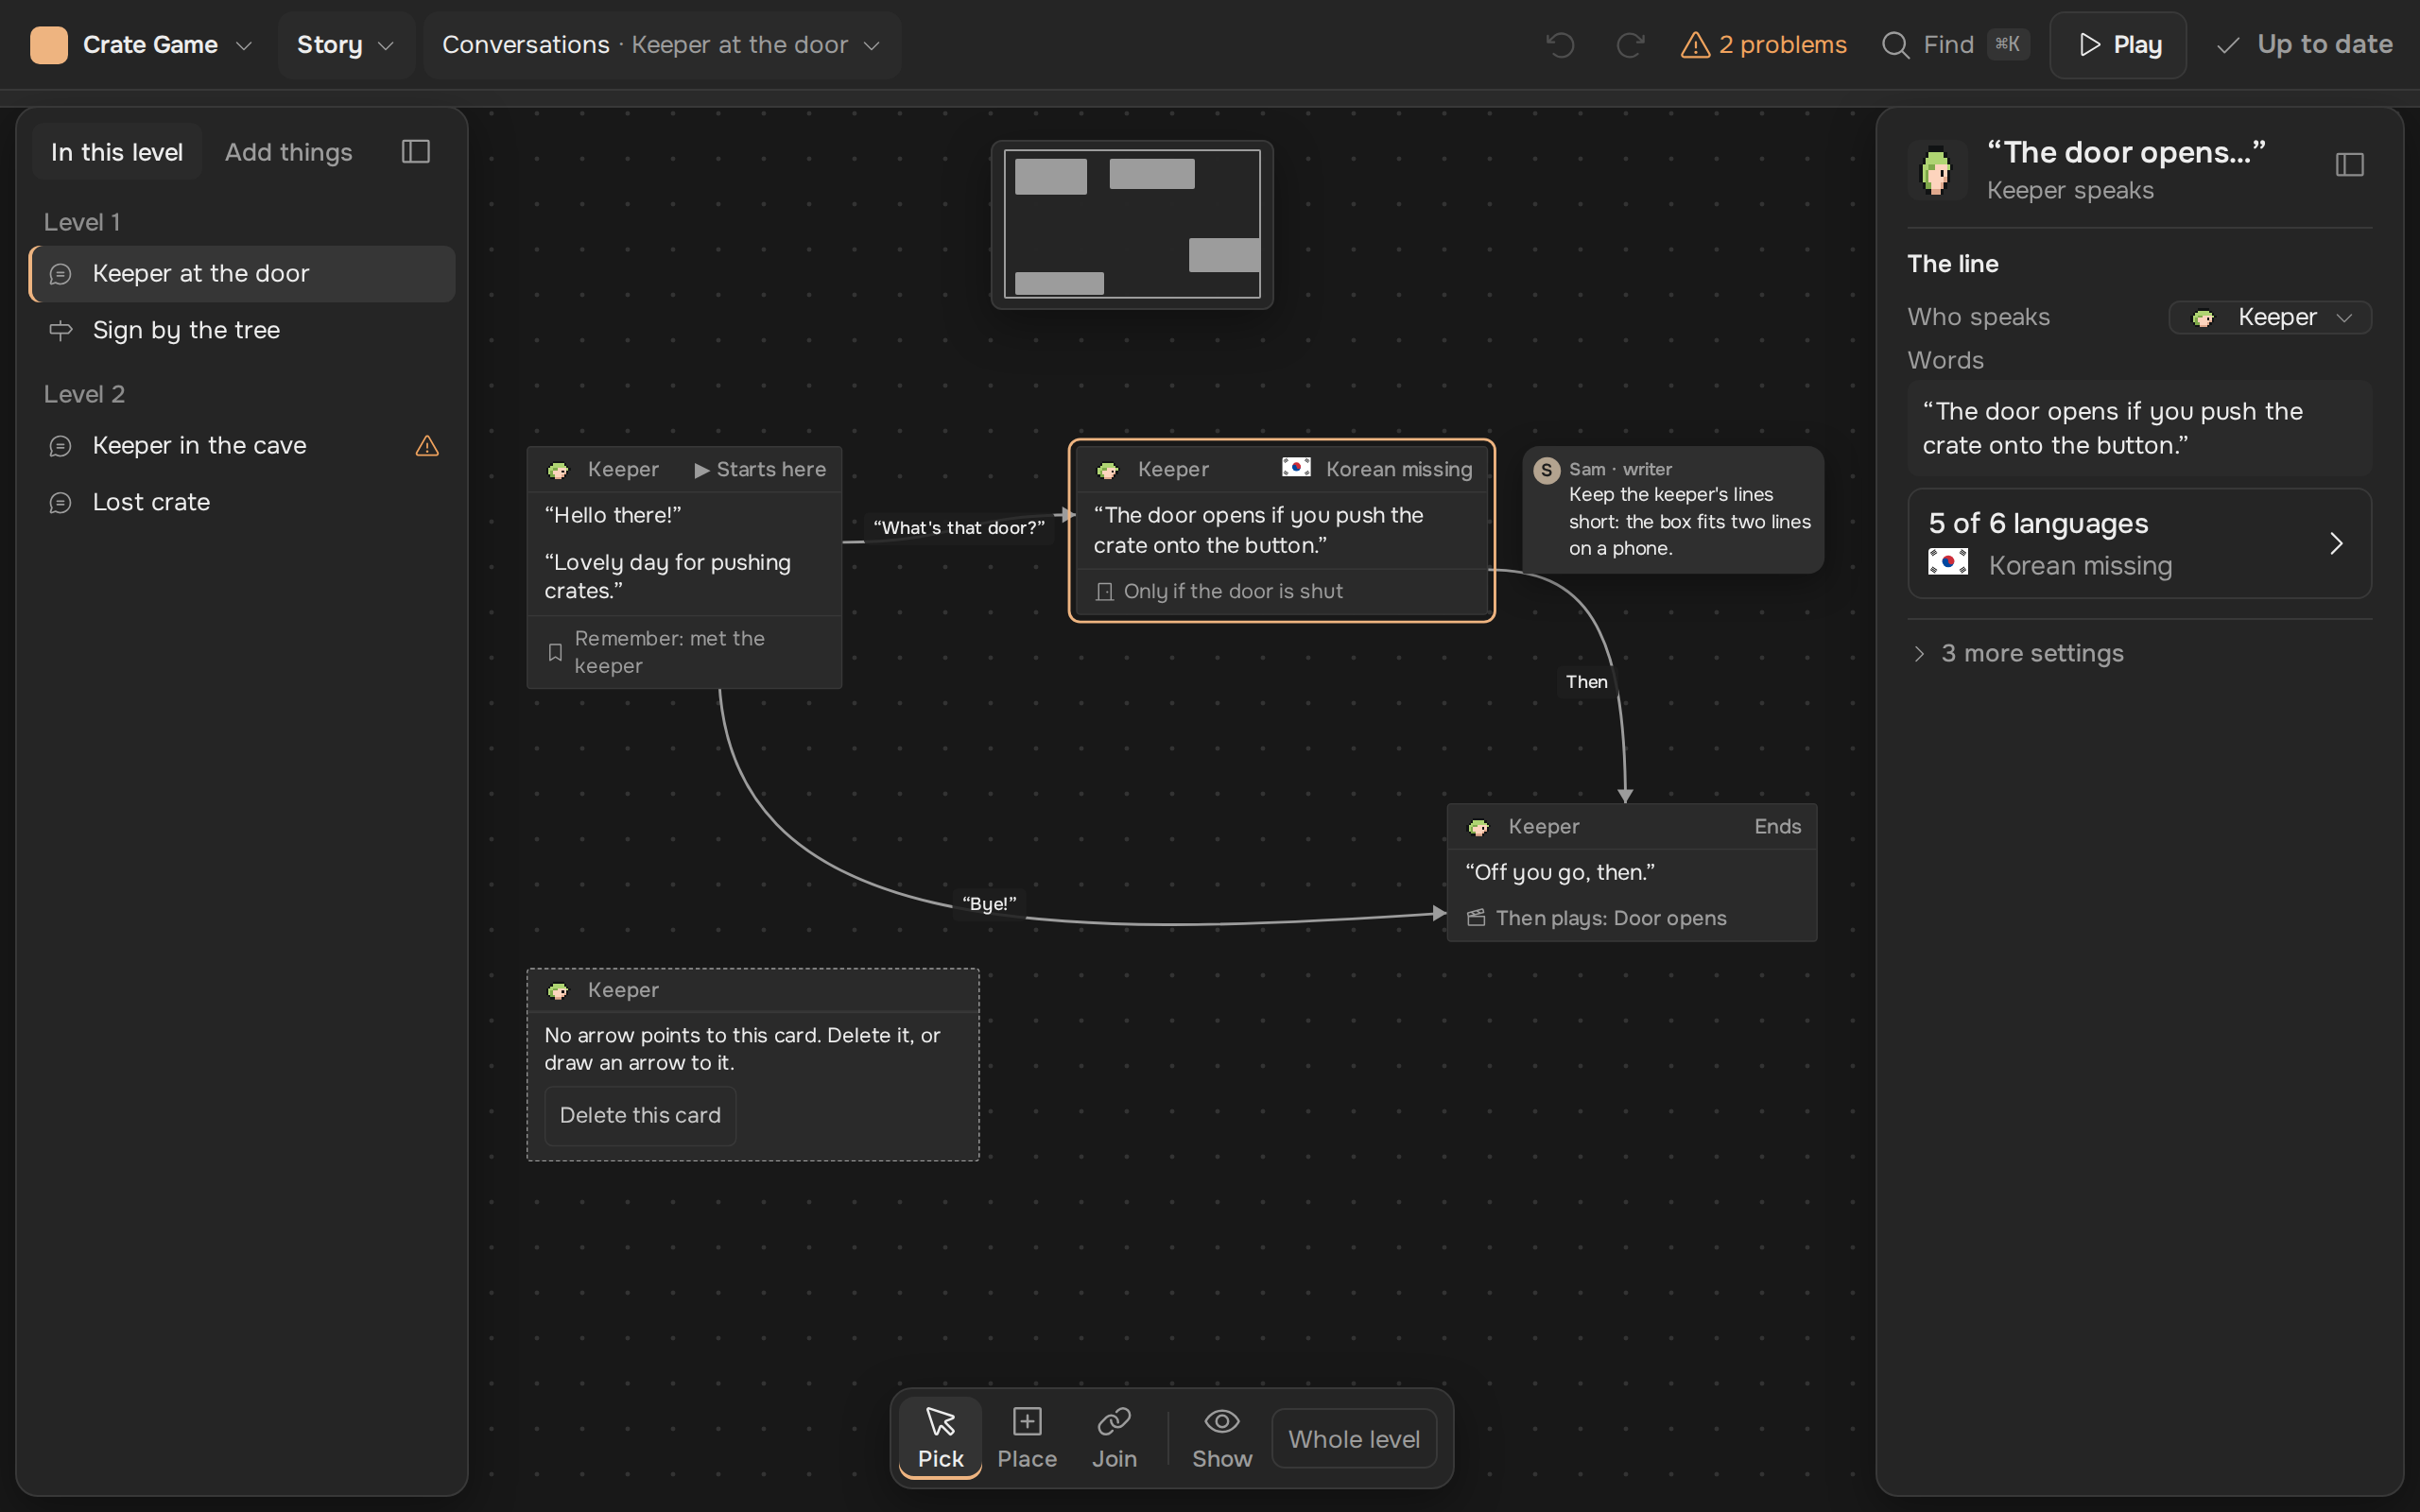 Crate Game
Story
Conversations · Keeper at the door
2 problems
Find ⌘K
Play
Up to date
In this level
Add things
Level 1
Keeper at the door
Sign by the tree
Level 2
Keeper in the cave
Lost crate
Keeper
▶ Starts here
“Hello there!”
“Lovely day for pushing
crates.”
Remember: met the
keeper
“What's that door?”
Keeper
Korean missing
“The door opens if you push the
crate onto the button.”
Only if the door is shut
S
Sam · writer
Keep the keeper's lines
short: the box fits two lines
on a phone.
Then
“Bye!”
Keeper
Ends
“Off you go, then.”
Then plays: Door opens
Keeper
No arrow points to this card. Delete it, or
draw an arrow to it.
Delete this card
Pick
Place
Join
Show
Whole level
“The door opens...”
Keeper speaks
The line
Who speaks
Keeper
Words
“The door opens if you push the
crate onto the button.”
5 of 6 languages
Korean missing
3 more settings